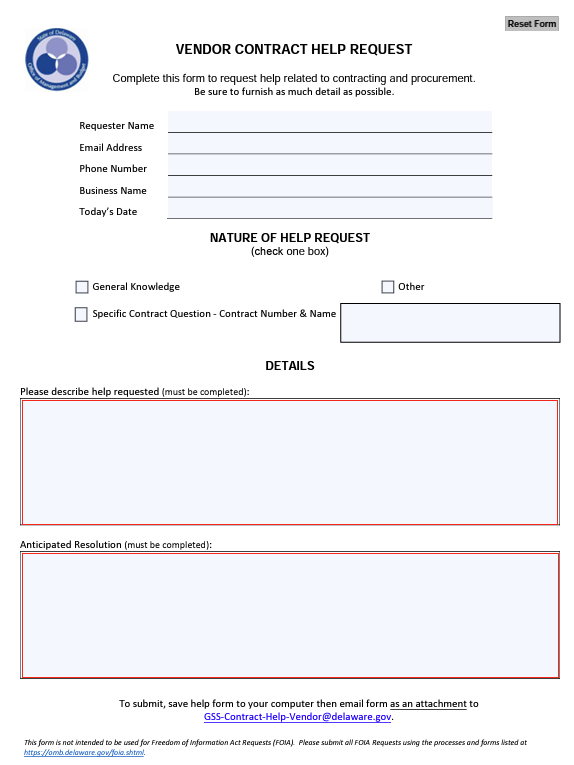 Reset Form
State of Delaware
Office of Management and Budget
VENDOR CONTRACT HELP REQUEST
Complete this form to request help related to contracting and procurement.
Be sure to furnish as much detail as possible.
Requester Name
Email Address
Phone Number
Business Name
Today's Date
NATURE OF HELP REQUEST
(check one box)
General Knowledge
Other
Specific Contract Question - Contract Number & Name
DETAILS
Please describe help requested (must be completed):
Anticipated Resolution (must be completed):
To submit, save help form to your computer then email form as an attachment to
GSS-Contract-Help-Vendor@delaware.gov.
This form is not intended to be used for Freedom of Information Act Requests (FOIA).  Please submit all FOIA Requests using the processes and forms listed at
https://omb.delaware.gov/foia.shtml.